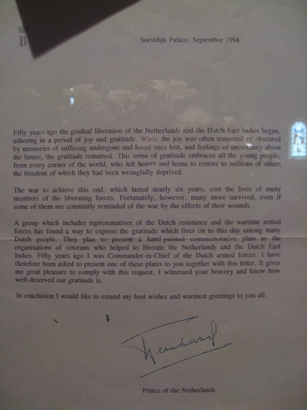 Soestdijk Palace, September 1994
Fifty years ago the gradual liberation of the Netherlands and the Dutch East Indies began,
ushering in a period of joy and gratitude. While the joy was often tempered or obscured
by memories of suffering undergone and loved ones lost, and feelings of uncertainty about
the future, the gratitude remained. This sense of gratitude embraces all the young people,
from every corner of the world, who left hearth and home to restore to millions of others
the freedom of which they had been wrongfully deprived.
The war to achieve this end, which lasted nearly six years, cost the lives of many
members of the liberating forces. Fortunately, however, many more survived, even if
some of them are constantly reminded of the war by the effects of their wounds.
A group which includes representatives of the Dutch resistance and the wartime armed
forces has found a way to express the gratitude which lives on to this day among many
Dutch people. They plan to present a hand-painted commemorative plate to the
organisations of veterans who helped to liberate the Netherlands and the Dutch East
Indies. Fifty years ago I was Commander-in-Chief of the Dutch armed forces. I have
therefore been asked to present one of these plates to you together with this letter. It gives
me great pleasure to comply with this request. I witnessed your bravery and know how
well-deserved our gratitude is.
In conclusion I would like to extend my best wishes and warmest greetings to you all.
Bernhard
Prince of the Netherlands